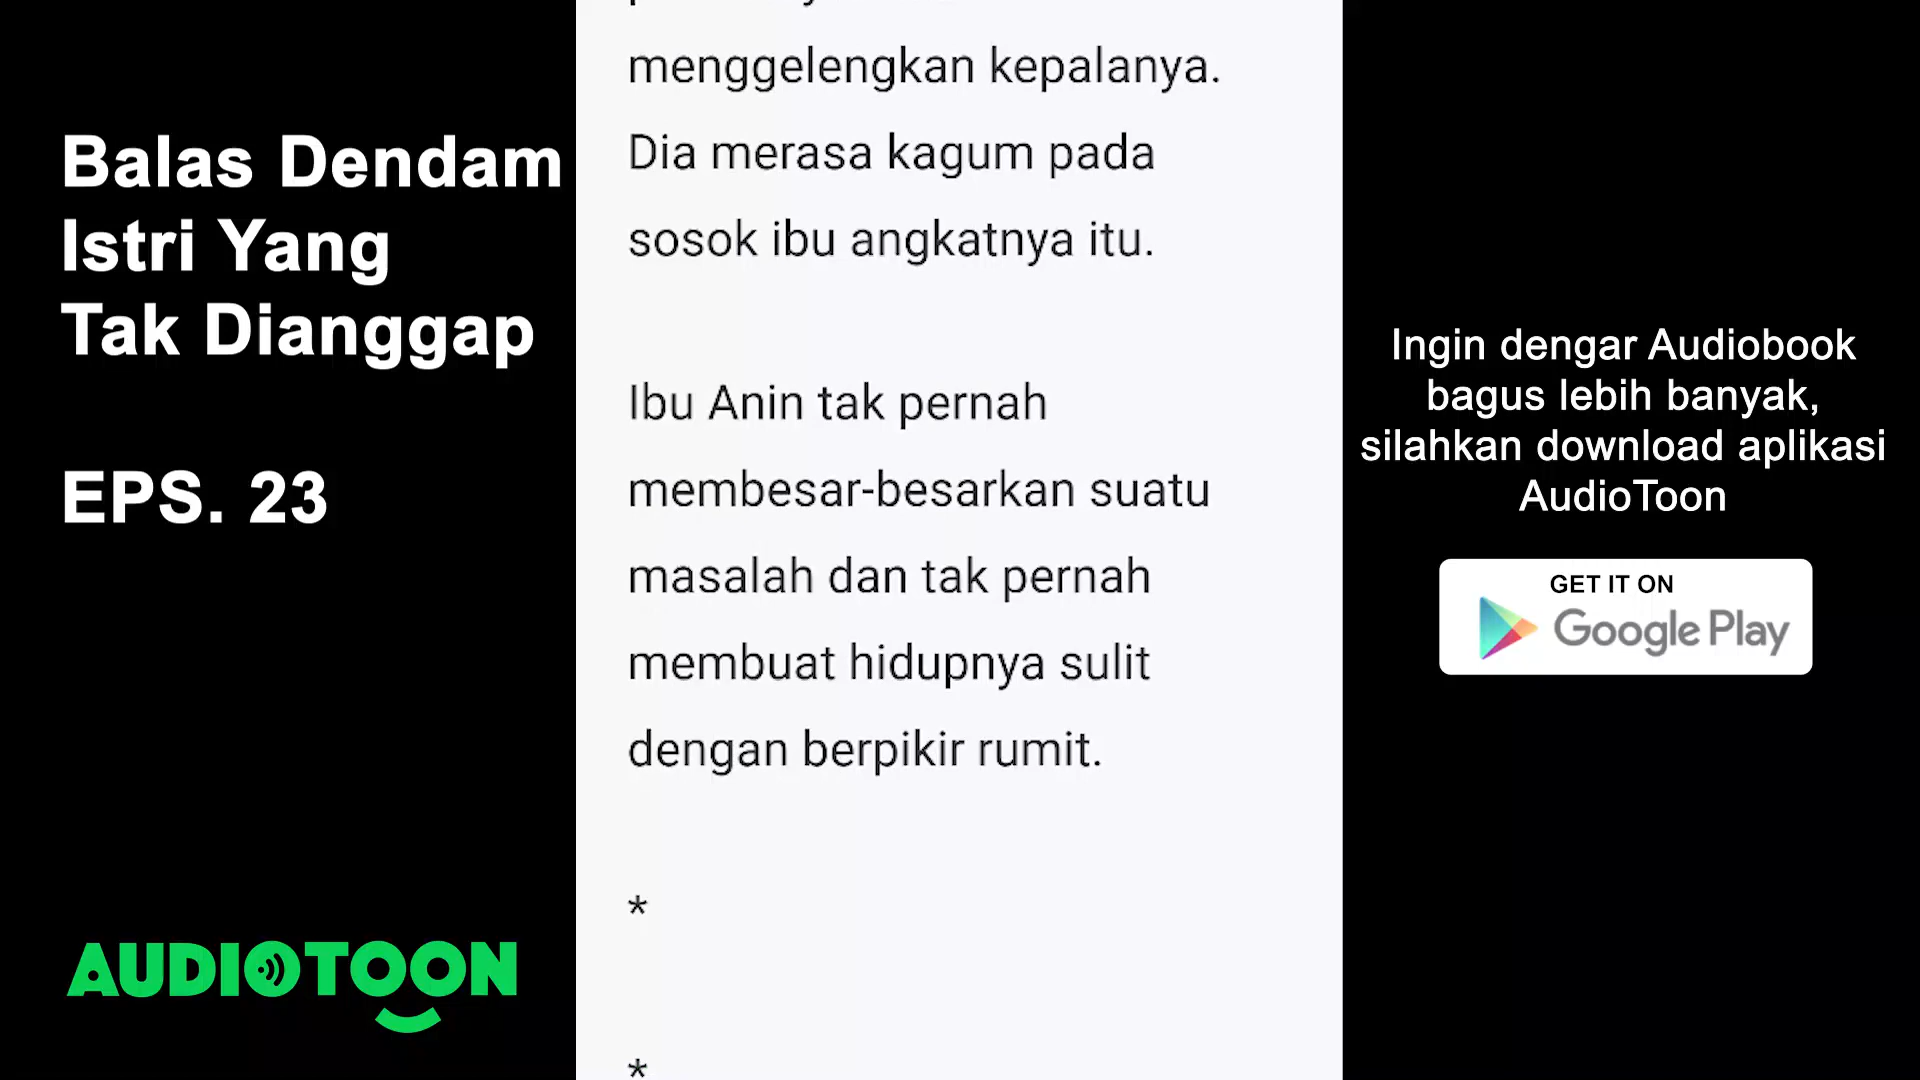 Balas Dendam
Istri Yang
Tak Dianggap
EPS. 23
AUDIOTOON
menggelengkan kepalanya.
Dia merasa kagum pada
sosok ibu angkatnya itu.
Ibu Anin tak pernah
membesar-besarkan suatu
masalah dan tak pernah
membuat hidupnya sulit
dengan berpikir rumit.
*
*
Ingin dengar Audiobook
bagus lebih banyak,
silahkan download aplikasi
AudioToon
GET IT ON
Google Play